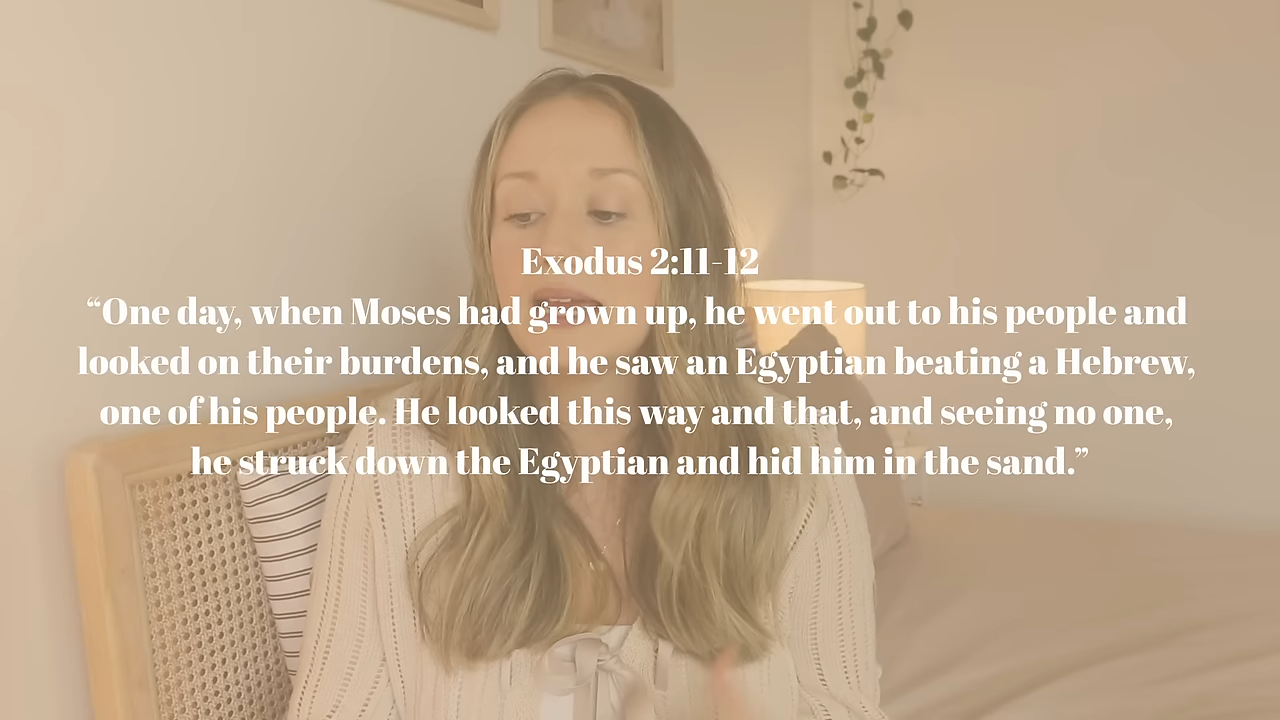 Exodus 2:11-12
“One day, when Moses had grown up, he went out to his people and
looked on their burdens, and he saw an Egyptian beating a Hebrew,
one of his people. He looked this way and that, and seeing no one,
he struck down the Egyptian and hid him in the sand.”